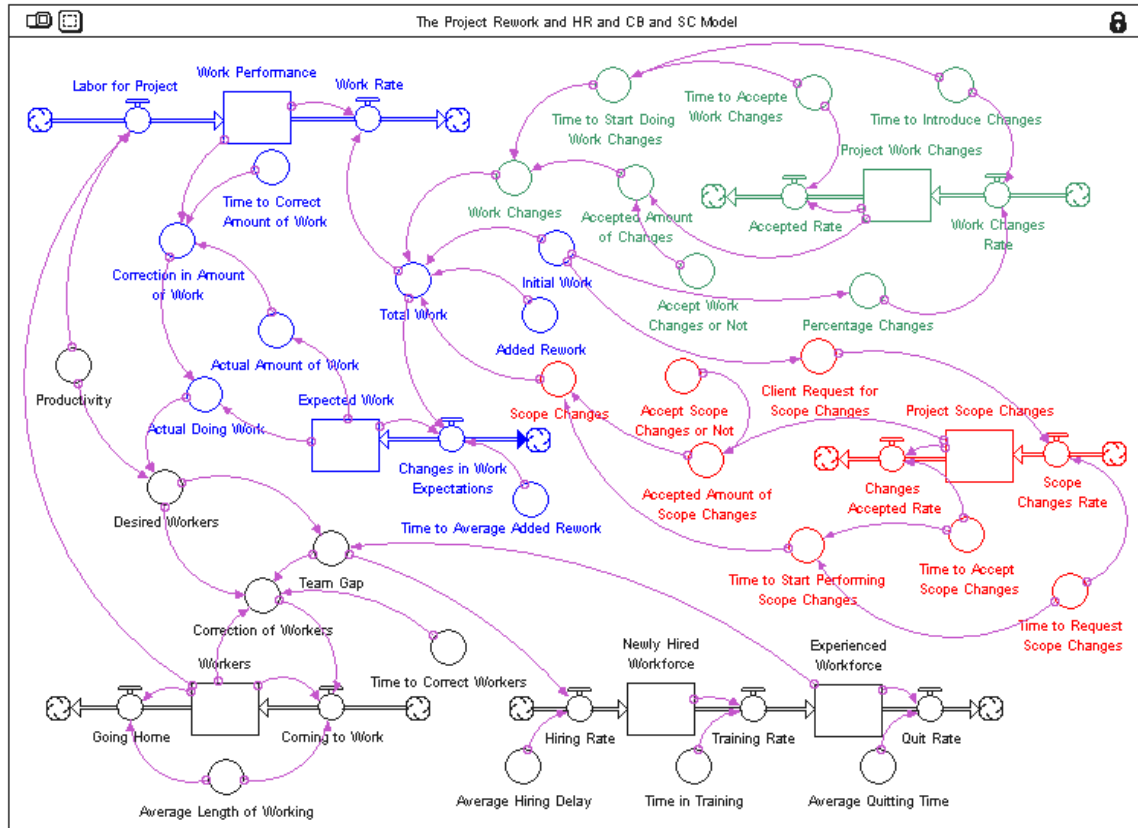 The Project Rework and HR and CB and SC Model
Labor for Project
Work Performance
Work Rate
Time to Correct
Amount of Work
Correction in Amount
of Work
Actual Amount of Work
Productivity
Actual Doing Work
Expected Work
Changes in Work
Expectations
Time to Average Added Rework
Total Work
Initial Work
Added Rework
Time to Start Doing
Work Changes
Time to Accepte
Work Changes
Time to Introduce Changes
Project Work Changes
Work Changes
Accepted Amount
of Changes
Accepted Rate
Work Changes
Rate
Accept Work
Changes or Not
Percentage Changes
Scope Changes
Accept Scope
Changes or Not
Client Request for
Scope Changes
Project Scope Changes
Accepted Amount of
Scope Changes
Changes
Accepted Rate
Scope
Changes Rate
Time to Start Performing
Scope Changes
Time to Accept
Scope Changes
Time to Request
Scope Changes
Desired Workers
Team Gap
Correction of Workers
Time to Correct Workers
Workers
Going Home
Coming to Work
Average Length of Working
Newly Hired
Workforce
Experienced
Workforce
Hiring Rate
Training Rate
Quit Rate
Average Hiring Delay
Time in Training
Average Quitting Time